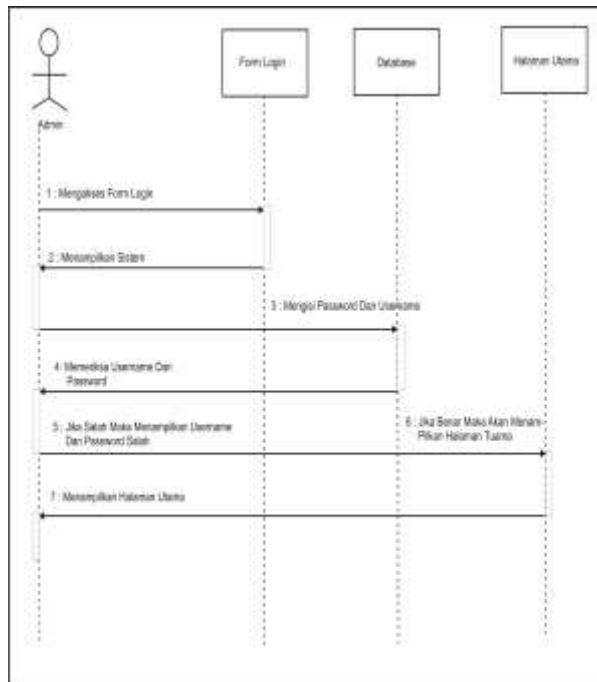 Form Login
Database
Halaman Utama
Admin
1 : Mengakses Form Login
2 : Menampilkan Sistem
3 : Mengisi Password Dan Username
4: Memeriksa Username Dan
Password
5 : Jika Salah Maka Menampilkan Username
Dan Password Salah
6 : Jika Benar Maka Akan Menam-
Pilkan Halaman Tuama
7 : Menampilkan Halaman Utama